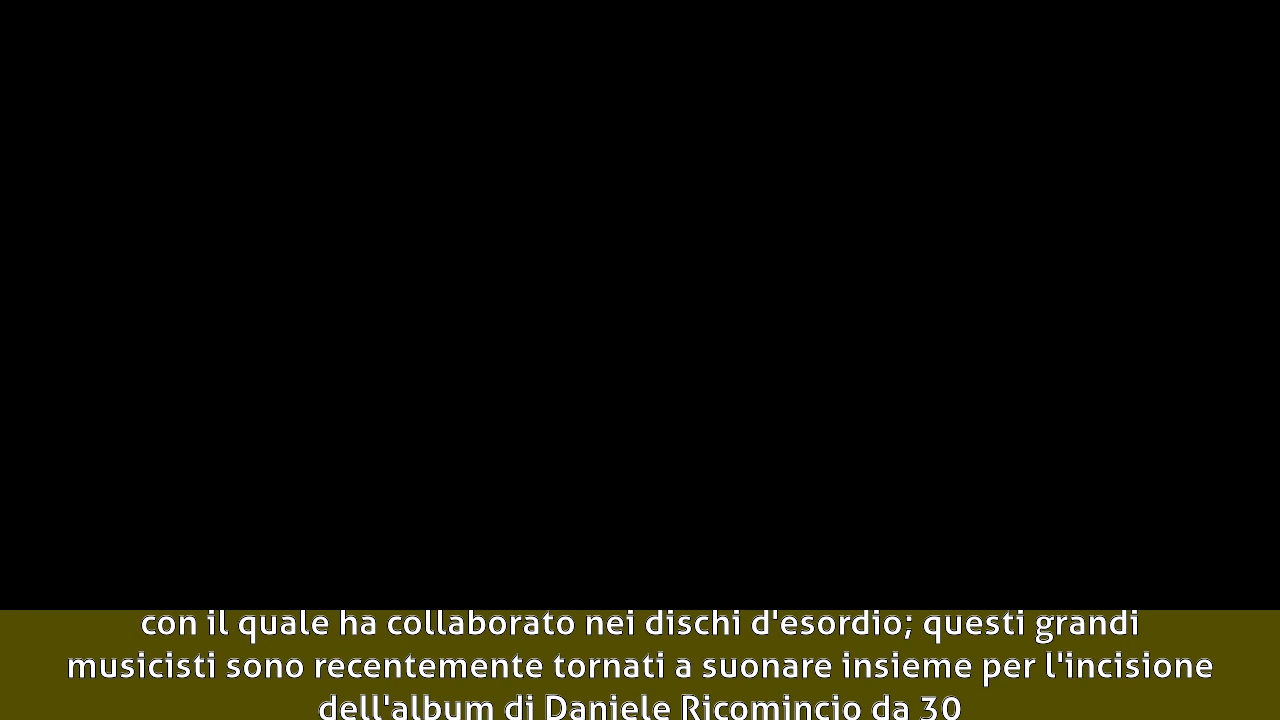 con il quale ha collaborato nei dischi d'esordio; questi grandi
musicisti sono recentemente tornati a suonare insieme per l'incisione
dell'album di Daniele Ricomincio da 30